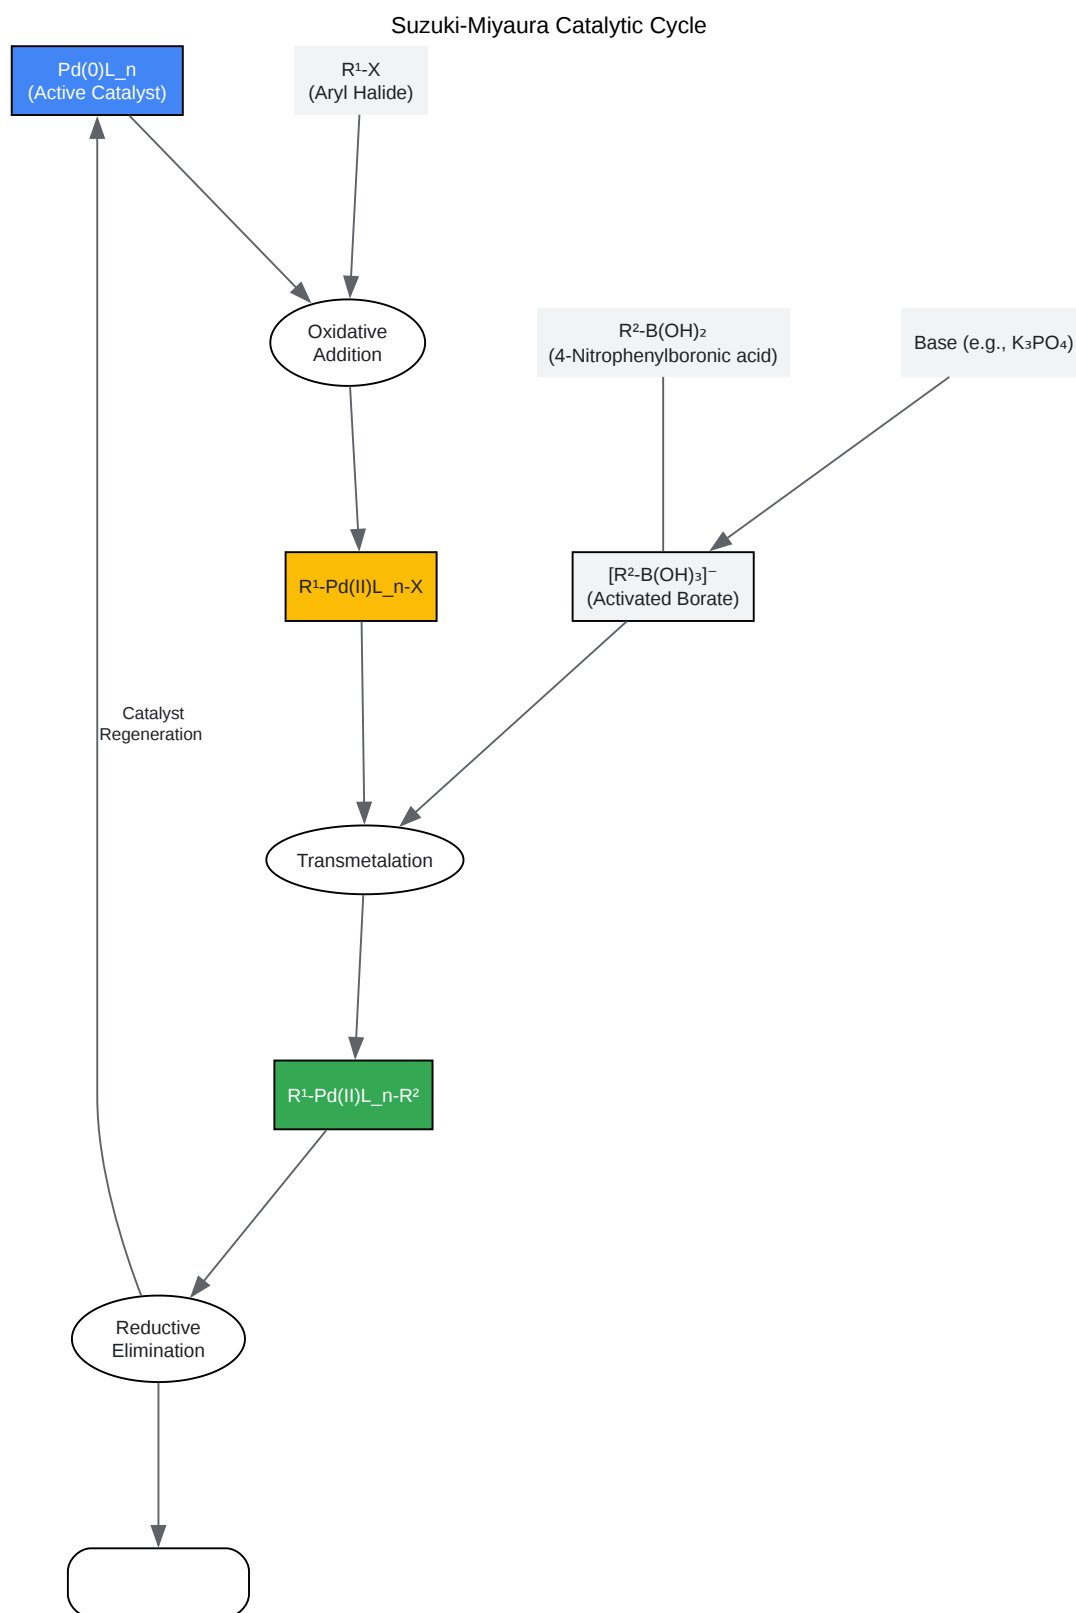 Suzuki-Miyaura Catalytic Cycle
Pd(0)L_n
(Active Catalyst)
R¹-X
(Aryl Halide)
Oxidative
Addition
R²-B(OH)₂
(4-Nitrophenylboronic acid)
Base (e.g., K₃PO₄)
R¹-Pd(II)L_n-X
[R²-B(OH)₃]⁻
(Activated Borate)
Catalyst
Regeneration
Transmetalation
R¹-Pd(II)L_n-R²
Reductive
Elimination